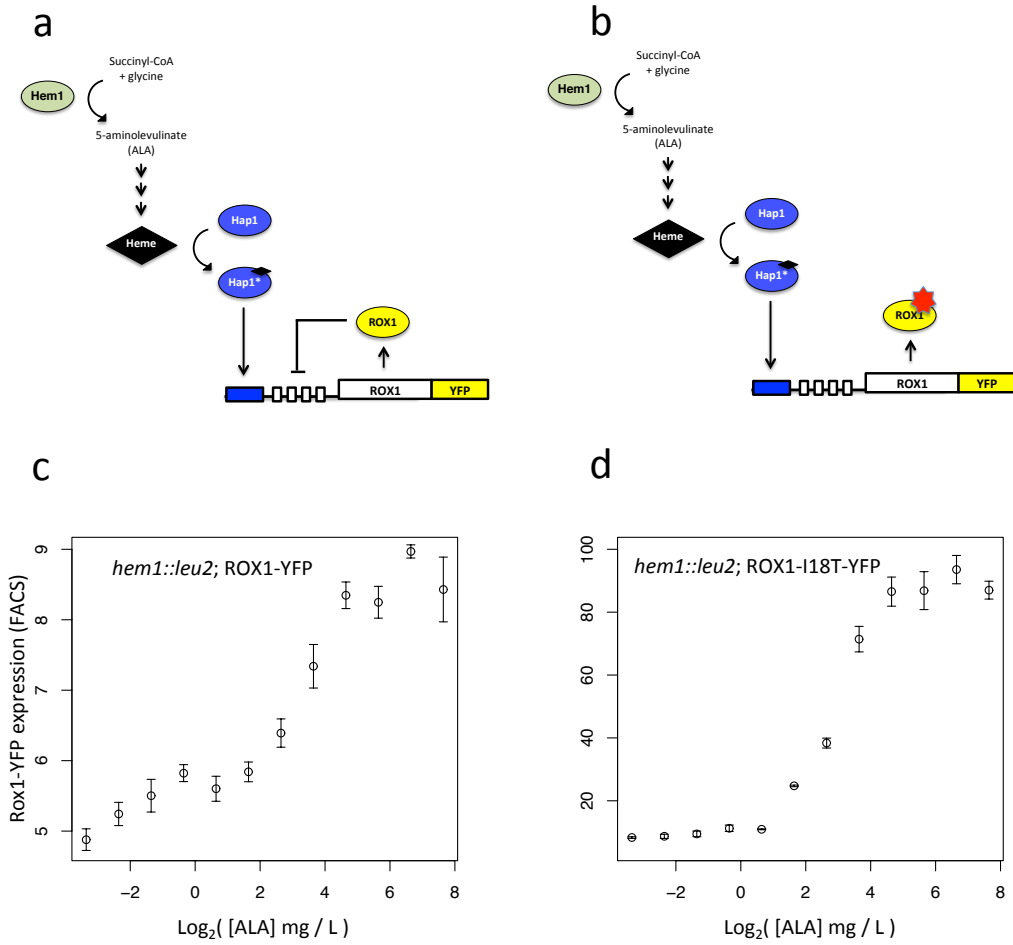 a
Succinyl-CoA
+ glycine
Hem1
5-aminolevulinate
(ALA)
Heme
Hap1
Hap1*
ROX1
ROX1
YFP
b
Succinyl-CoA
+ glycine
Hem1
5-aminolevulinate
(ALA)
Heme
Hap1
Hap1*
ROX1
ROX1
YFP
c
hem1::leu2; ROX1-YFP
Rox1-YFP expression (FACS)
9
8
7
6
5
−2
0
2
4
6
8
Log2( [ALA] mg / L )
d
hem1::leu2; ROX1-I18T-YFP
100
80
60
40
20
−2
0
2
4
6
8
Log2( [ALA] mg / L )